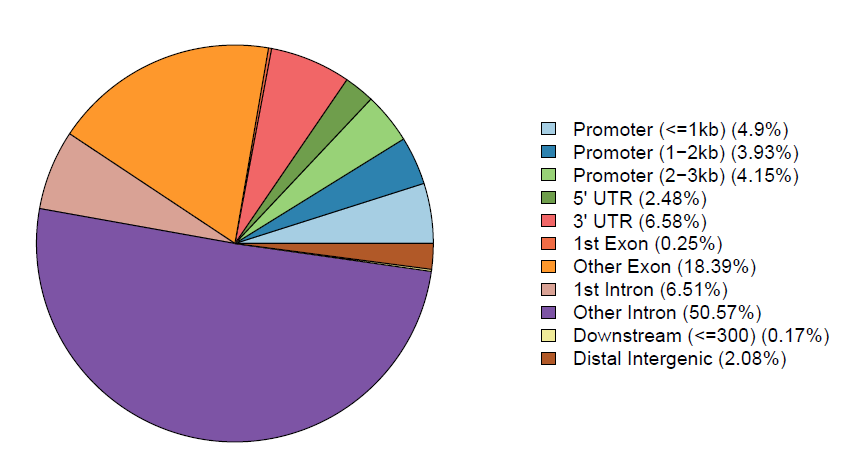 Promoter (<=1kb) (4.9%)
Promoter (1−2kb) (3.93%)
Promoter (2−3kb) (4.15%)
5' UTR (2.48%)
3' UTR (6.58%)
1st Exon (0.25%)
Other Exon (18.39%)
1st Intron (6.51%)
Other Intron (50.57%)
Downstream (<=300) (0.17%)
Distal Intergenic (2.08%)